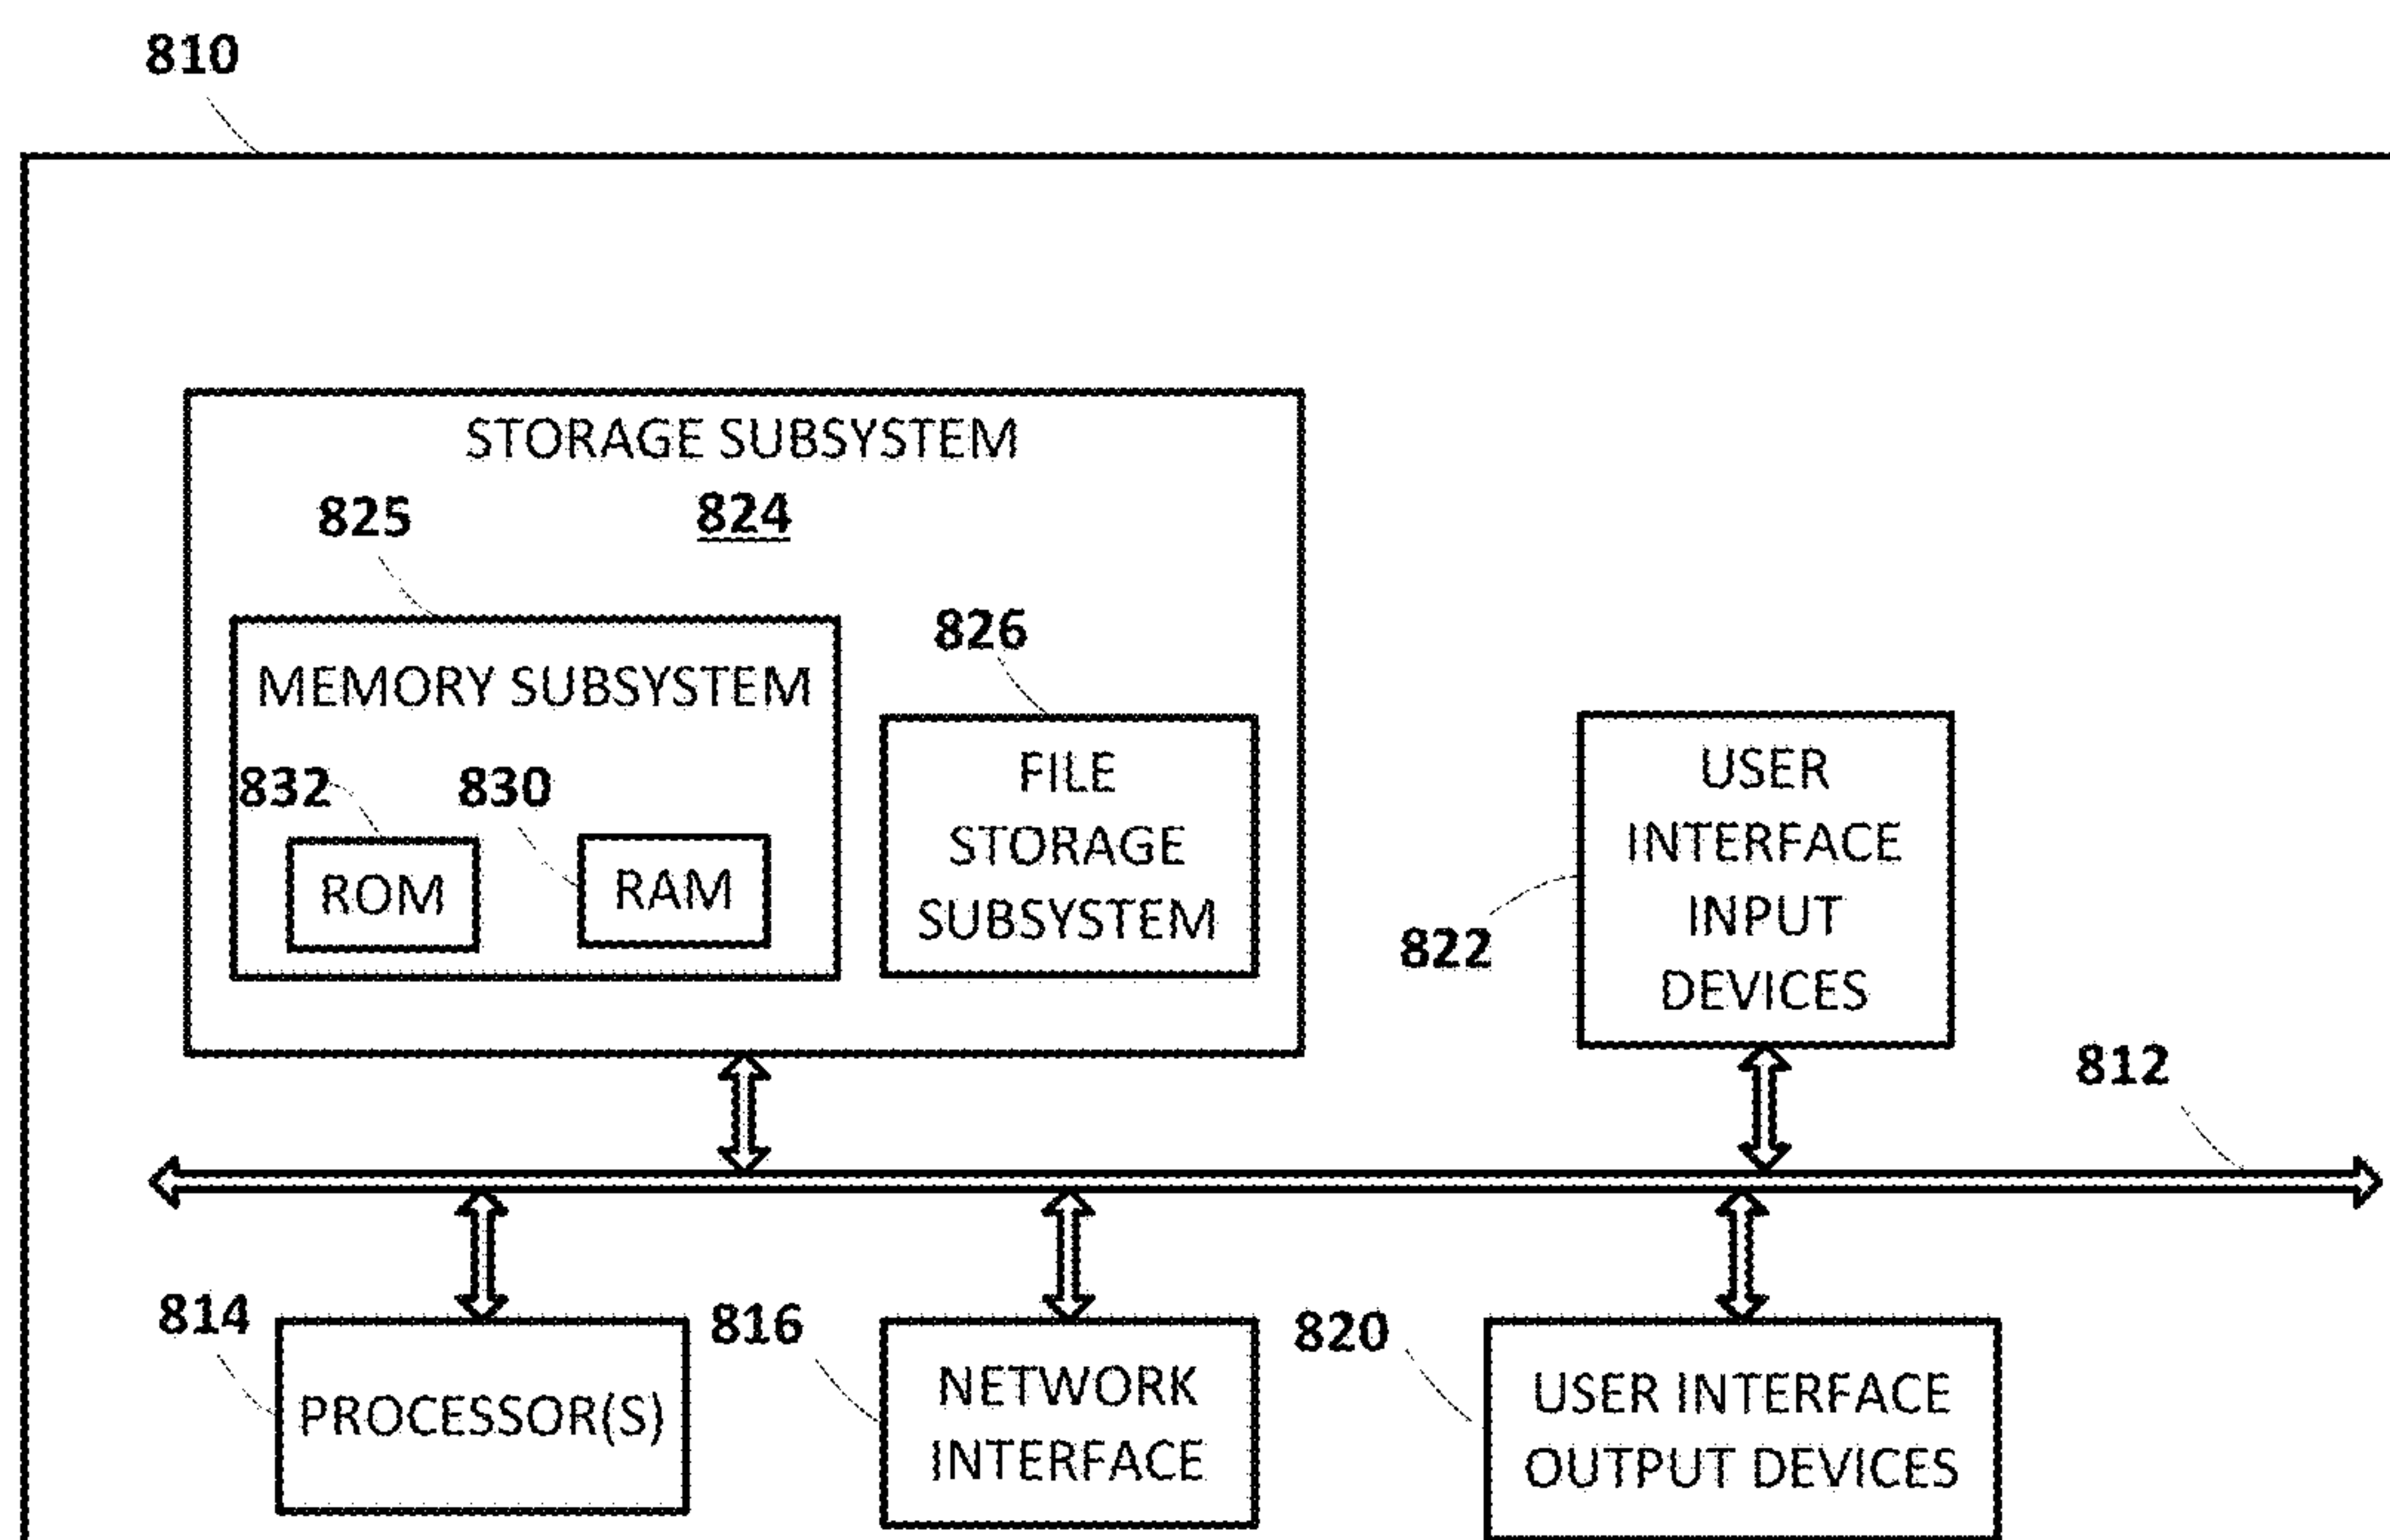 810
STORAGE SUBSYSTEM
825
824
826
MEMORY SUBSYSTEM
832
830
ROM
RAM
FILE
STORAGE
SUBSYSTEM
USER
INTERFACE
INPUT
DEVICES
822
812
814
PROCESSOR(S)
816
NETWORK
INTERFACE
820
USER INTERFACE
OUTPUT DEVICES